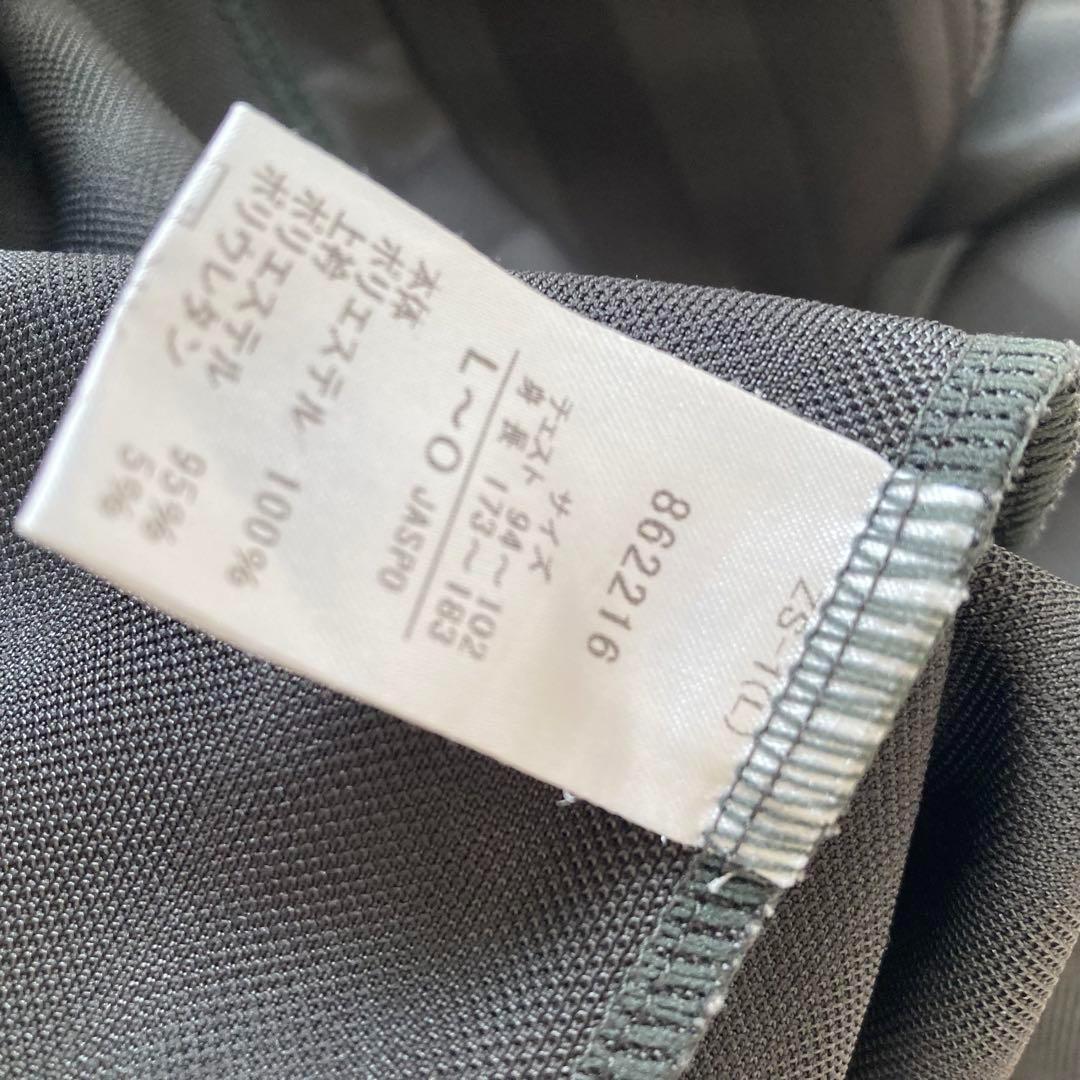 ZS-1(L)
862216
サイズ
チェスト 94～102
身長 173～183
L～O JASPO
本体
ポリエステル 100%
上衿
ポリエステル 95%
ポリウレタン 5%